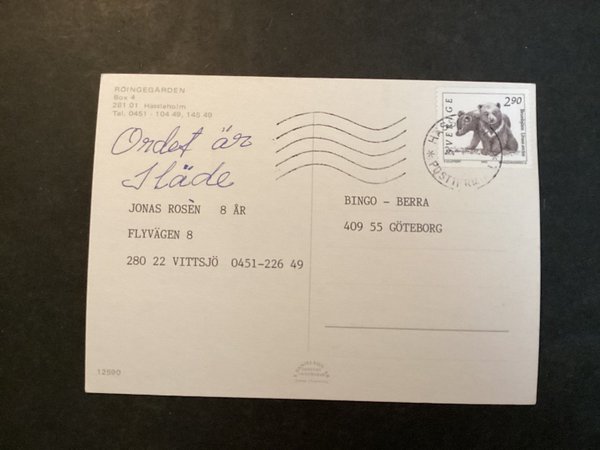 RÖINGEGÅRDEN
Box 4
281 01 Hässleholm
Tel. 0451 - 104 49, 145 49
Ordet är
Släde
JONAS ROSÈN 8 ÅR
FLYVÄGEN 8
280 22 VITTSJÖ 0451-226 49
12590
SVERIGE
2.90
BINGO - BERRA
409 55 GÖTEBORG